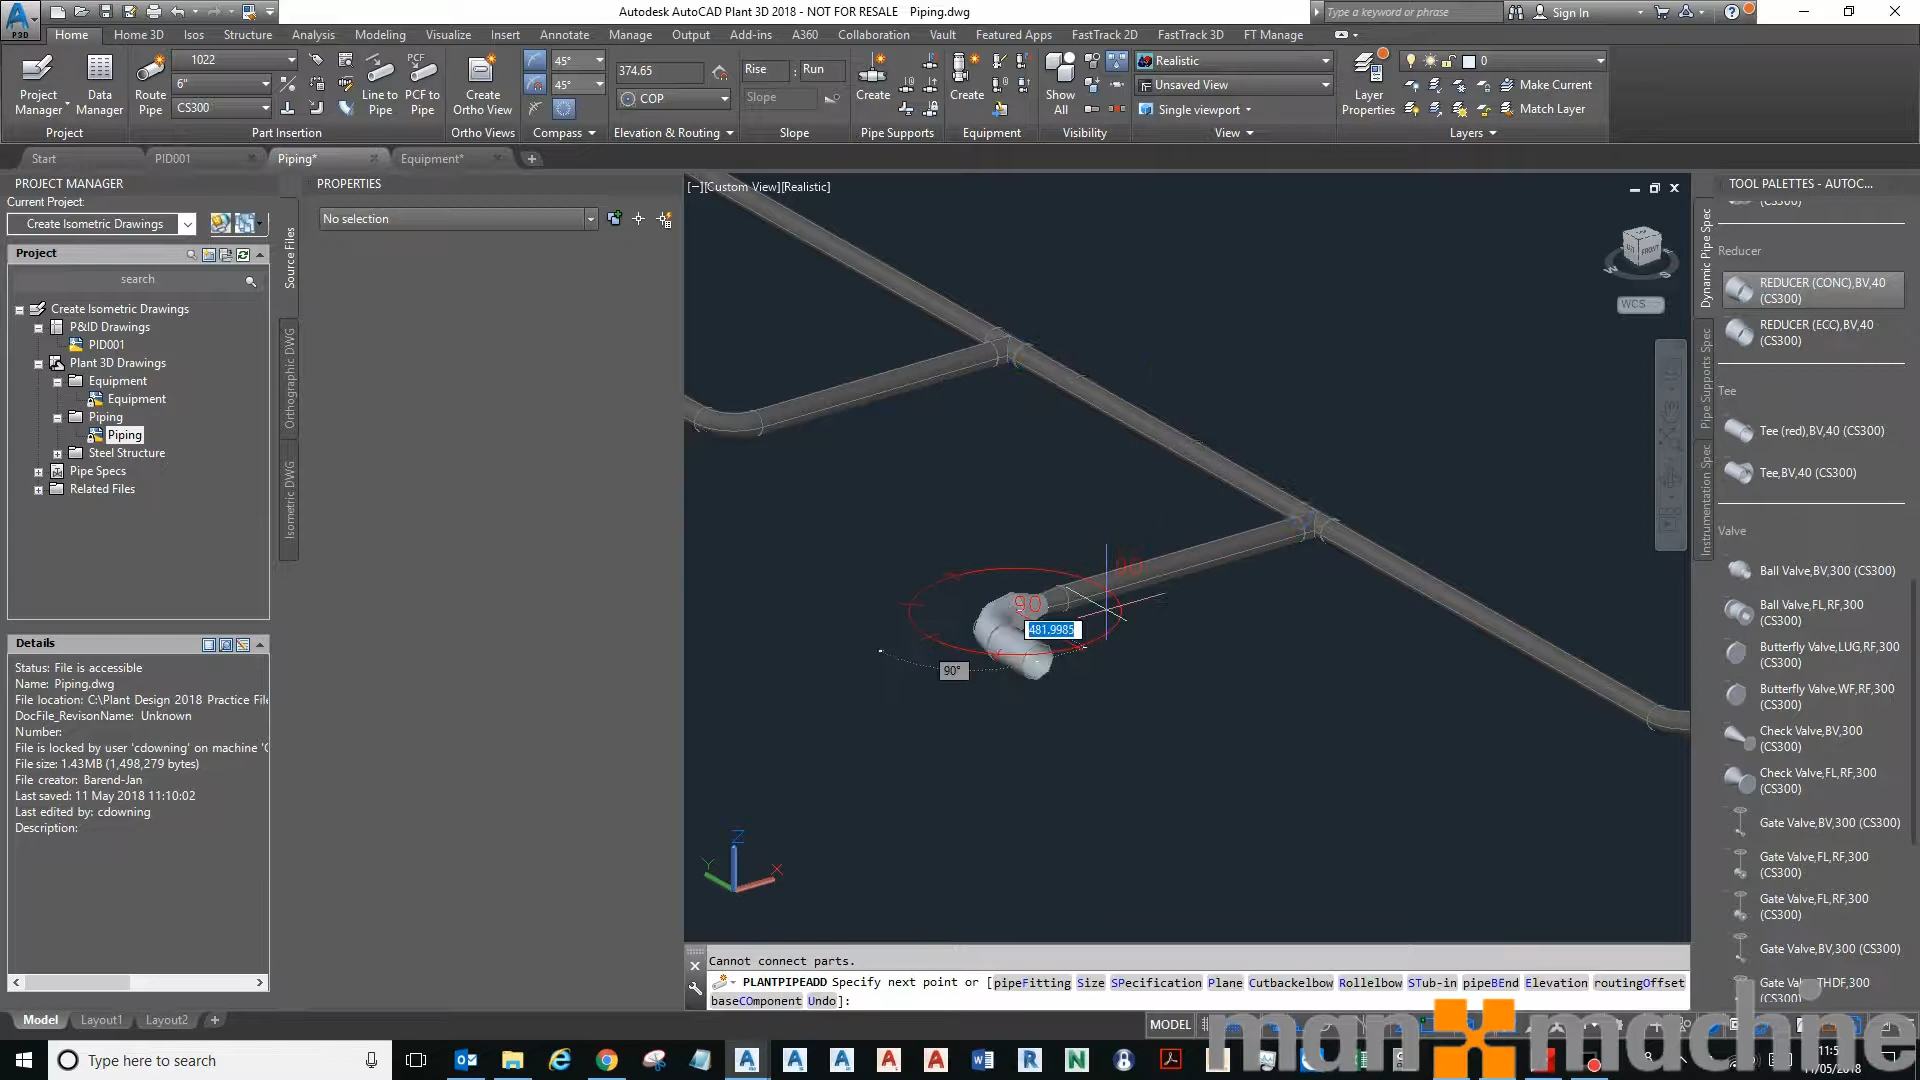 Autodesk AutoCAD Plant 3D 2018 - NOT FOR RESALE Piping.dwg
Type a keyword or phrase
Sign In
P3D
Home Home 3D Isos Structure Analysis Modeling Visualize Insert Annotate Manage Output Add-ins A360 Collaboration Vault Featured Apps FastTrack 2D FastTrack 3D FT Manage
Project Manager
Data Manager
Route Pipe
1022
6"
CS300
Line to Pipe
PCF to Pipe
PCF
Create Ortho View
45°
45°
374.65
COP
Rise : Run
Slope
Create
Create
Show All
Realistic
Unsaved View
Single viewport
Layer Properties
0
Make Current
Match Layer
Project Part Insertion Ortho Views Compass Elevation & Routing Slope Pipe Supports Equipment Visibility View Layers
Start PID001 Piping* Equipment*
PROJECT MANAGER
Current Project:
Create Isometric Drawings
Project
search
Create Isometric Drawings
P&ID Drawings
PID001
Plant 3D Drawings
Equipment
Equipment
Piping
Piping
Steel Structure
Pipe Specs
Related Files
Source Files
Orthographic DWG
Isometric DWG
Details
Status: File is accessible
Name: Piping.dwg
File location: C:\Plant Design 2018 Practice File
DocFile_RevisonName: Unknown
Number:
File is locked by user 'cdowning' on machine 'C
File size: 1.43MB (1,498,279 bytes)
File creator: Barend-Jan
Last saved: 11 May 2018 11:10:02
Last edited by: cdowning
Description:
PROPERTIES
No selection
[−][Custom View][Realistic]
FRONT
W
S
WCS
90
90
481.9985
90°
Z
Y
X
Cannot connect parts.
PLANTPIPEADD Specify next point or [pipeFitting Size SPecification Plane Cutbackelbow Rollelbow STub-in pipeBEnd Elevation routingOffset
baseCOmponent Undo]:
TOOL PALETTES - AUTOC...
Dynamic Pipe Spec
Pipe Supports Spec
Instrumentation Spec
(CS300)
Reducer
REDUCER (CONC),BV,40
(CS300)
REDUCER (ECC),BV,40
(CS300)
Tee
Tee (red),BV,40 (CS300)
Tee,BV,40 (CS300)
Valve
Ball Valve,BV,300 (CS300)
Ball Valve,FL,RF,300
(CS300)
Butterfly Valve,LUG,RF,300
(CS300)
Butterfly Valve,WF,RF,300
(CS300)
Check Valve,BV,300
(CS300)
Check Valve,FL,RF,300
(CS300)
Gate Valve,BV,300 (CS300)
Gate Valve,FL,RF,300
(CS300)
Gate Valve,FL,RF,300
(CS300)
Gate Valve,BV,300 (CS300)
Gate Valve,THDF,300
(CS300)
Model Layout1 Layout2
MODEL
man machine
Type here to search
11/05/2018